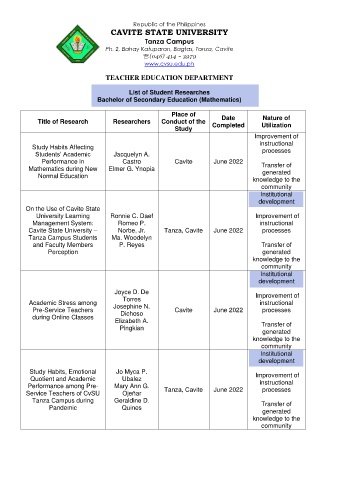 Republic of the Philippines
CAVITE STATE UNIVERSITY
Tanza Campus
Ph. 2, Bahay Katuparan, Bagtas, Tanza, Cavite
☏(046) 414 – 3979
www.cvsu.edu.ph
TEACHER EDUCATION DEPARTMENT
List of Student Researches
Bachelor of Secondary Education (Mathematics)
Title of Research
Researchers
Place of
Conduct of the
Study
Date
Completed
Nature of
Utilization
Study Habits Affecting
Students' Academic
Performance in
Mathematics during New
Normal Education
Jacquelyn A.
Castro
Elmer G. Ynopia
Cavite
June 2022
Improvement of
instructional
processes
Transfer of
generated
knowledge to the
community
On the Use of Cavite State
University Learning
Management System:
Cavite State University –
Tanza Campus Students
and Faculty Members
Perception
Ronnie C. Daef
Romeo P.
Norbe, Jr.
Ma. Woodelyn
P. Reyes
Tanza, Cavite
June 2022
Institutional
development
Improvement of
instructional
processes
Transfer of
generated
knowledge to the
community
Academic Stress among
Pre-Service Teachers
during Online Classes
Joyce D. De
Torres
Josephine N.
Dichoso
Elizabeth A.
PIngkian
Cavite
June 2022
Institutional
development
Improvement of
instructional
processes
Transfer of
generated
knowledge to the
community
Study Habits, Emotional
Quotient and Academic
Performance among Pre-
Service Teachers of CvSU
Tanza Campus during
Pandemic
Jo Myca P.
Ubalez
Mary Ann G.
Ojeñar
Geraldine D.
Quines
Tanza, Cavite
June 2022
Institutional
development
Improvement of
Instructional
processes
Transfer of
generated
knowledge to the
community